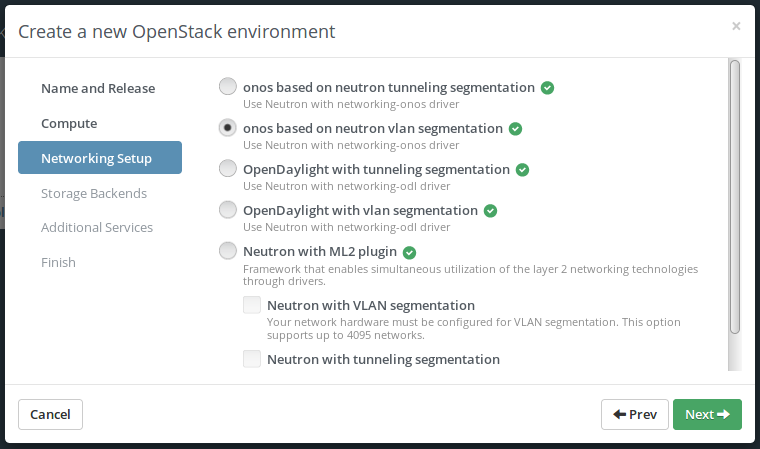 Create a new OpenStack environment
×
Name and Release
Compute
Networking Setup
Storage Backends
Additional Services
Finish
onos based on neutron tunneling segmentation
Use Neutron with networking-onos driver
onos based on neutron vlan segmentation
Use Neutron with networking-onos driver
OpenDaylight with tunneling segmentation
Use Neutron with networking-odl driver
OpenDaylight with vlan segmentation
Use Neutron with networking-odl driver
Neutron with ML2 plugin
Framework that enables simultaneous utilization of the layer 2 networking technologies
through drivers.
Neutron with VLAN segmentation
Your network hardware must be configured for VLAN segmentation. This option
supports up to 4095 networks.
Neutron with tunneling segmentation
Cancel
Prev
Next